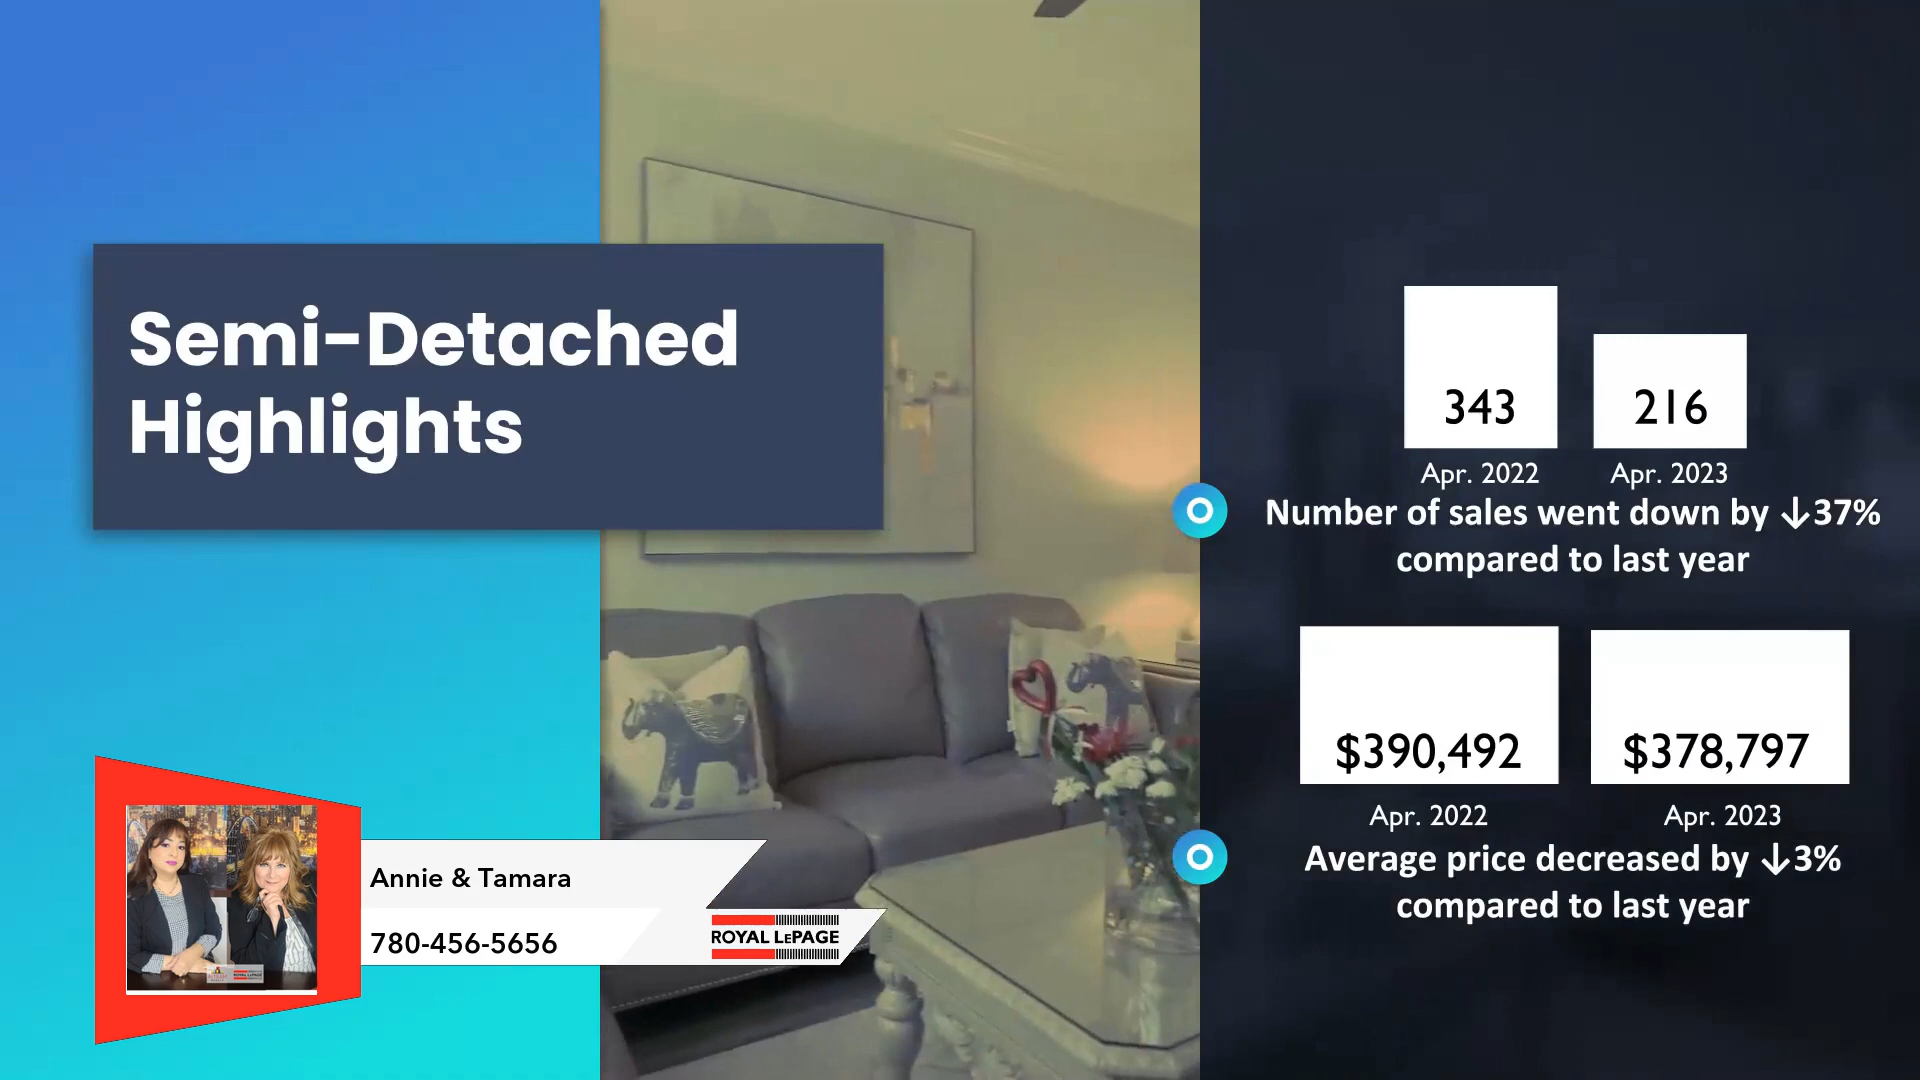 Semi-Detached
Highlights
343
216
Apr. 2022
Apr. 2023
Number of sales went down by ↓37%
compared to last year
$390,492
$378,797
Apr. 2022
Apr. 2023
Average price decreased by ↓3%
compared to last year
Annie & Tamara
780-456-5656
ROYAL LEPAGE
ROYAL LEPAGE